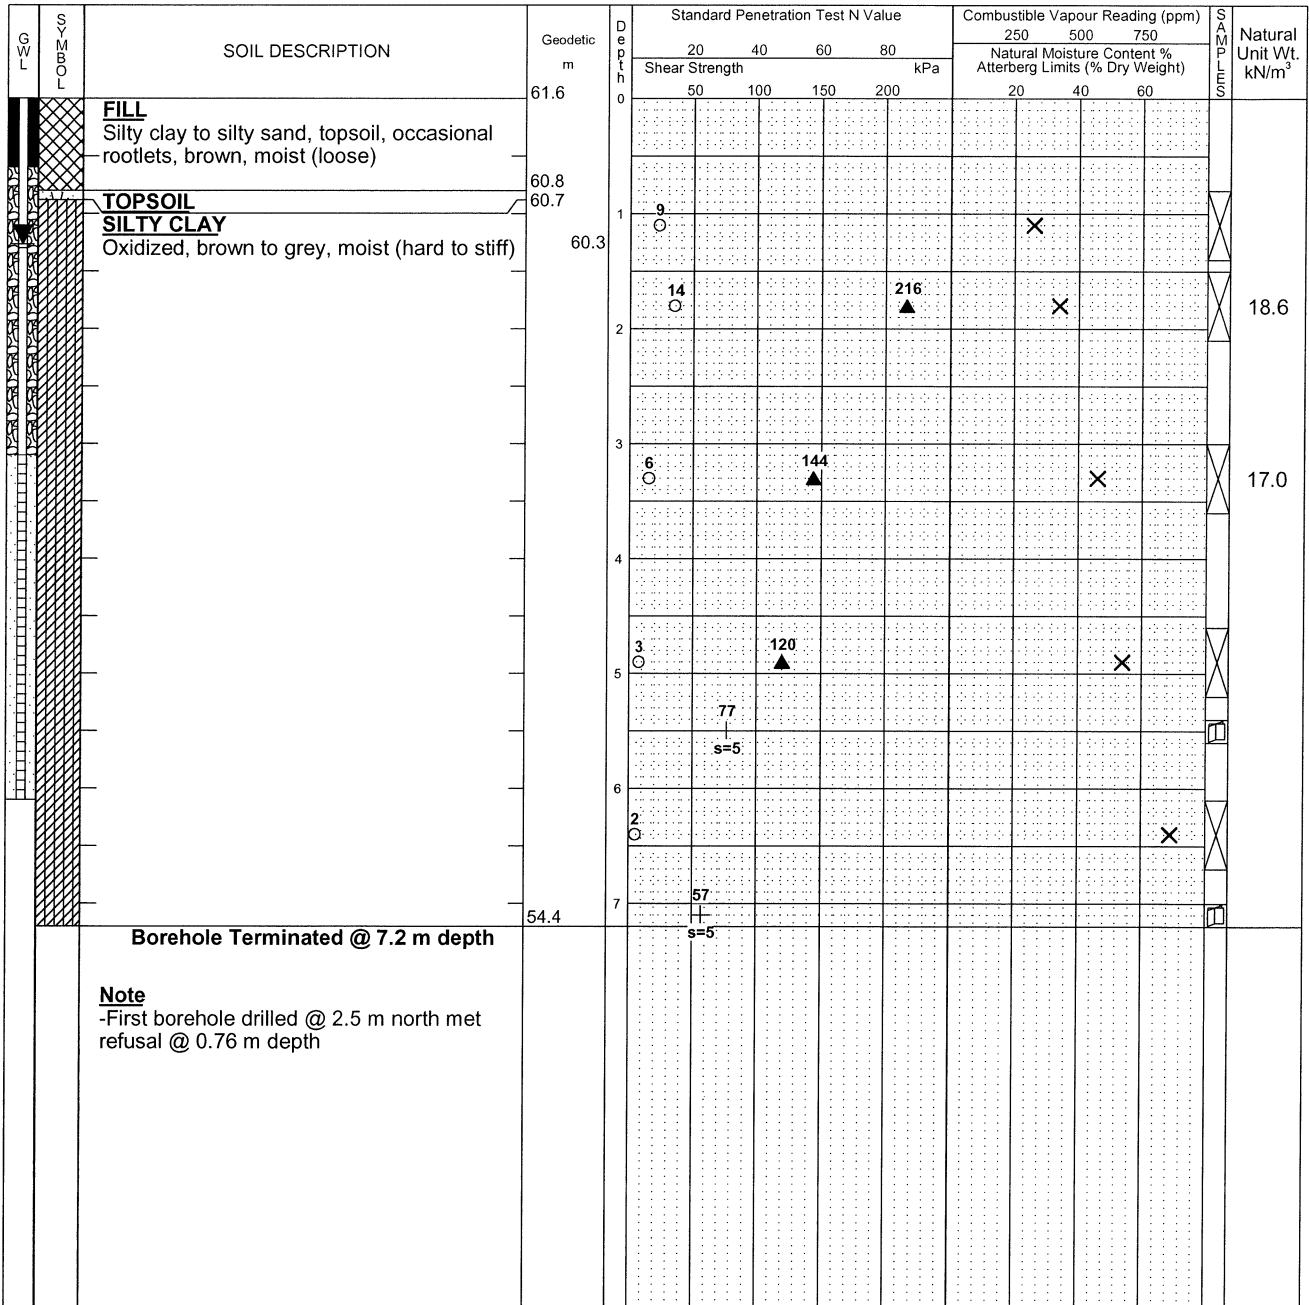 GWL
SYMBOL
SOIL DESCRIPTION
Geodetic
m
Depth
Standard Penetration Test N Value
20 40 60 80
Shear Strength kPa
50 100 150 200
Combustible Vapour Reading (ppm)
250 500 750
Natural Moisture Content %
Atterberg Limits (% Dry Weight)
20 40 60
SAMPLES
Natural
Unit Wt.
kN/m³
61.6
0
FILL
Silty clay to silty sand, topsoil, occasional
rootlets, brown, moist (loose)
60.8
TOPSOIL
60.7
SILTY CLAY
Oxidized, brown to grey, moist (hard to stiff)
60.3
9
1
14
216
18.6
2
3
6
144
17.0
4
3
120
5
77
s=5
6
2
57
7
s=5
54.4
Borehole Terminated @ 7.2 m depth
Note
-First borehole drilled @ 2.5 m north met
refusal @ 0.76 m depth